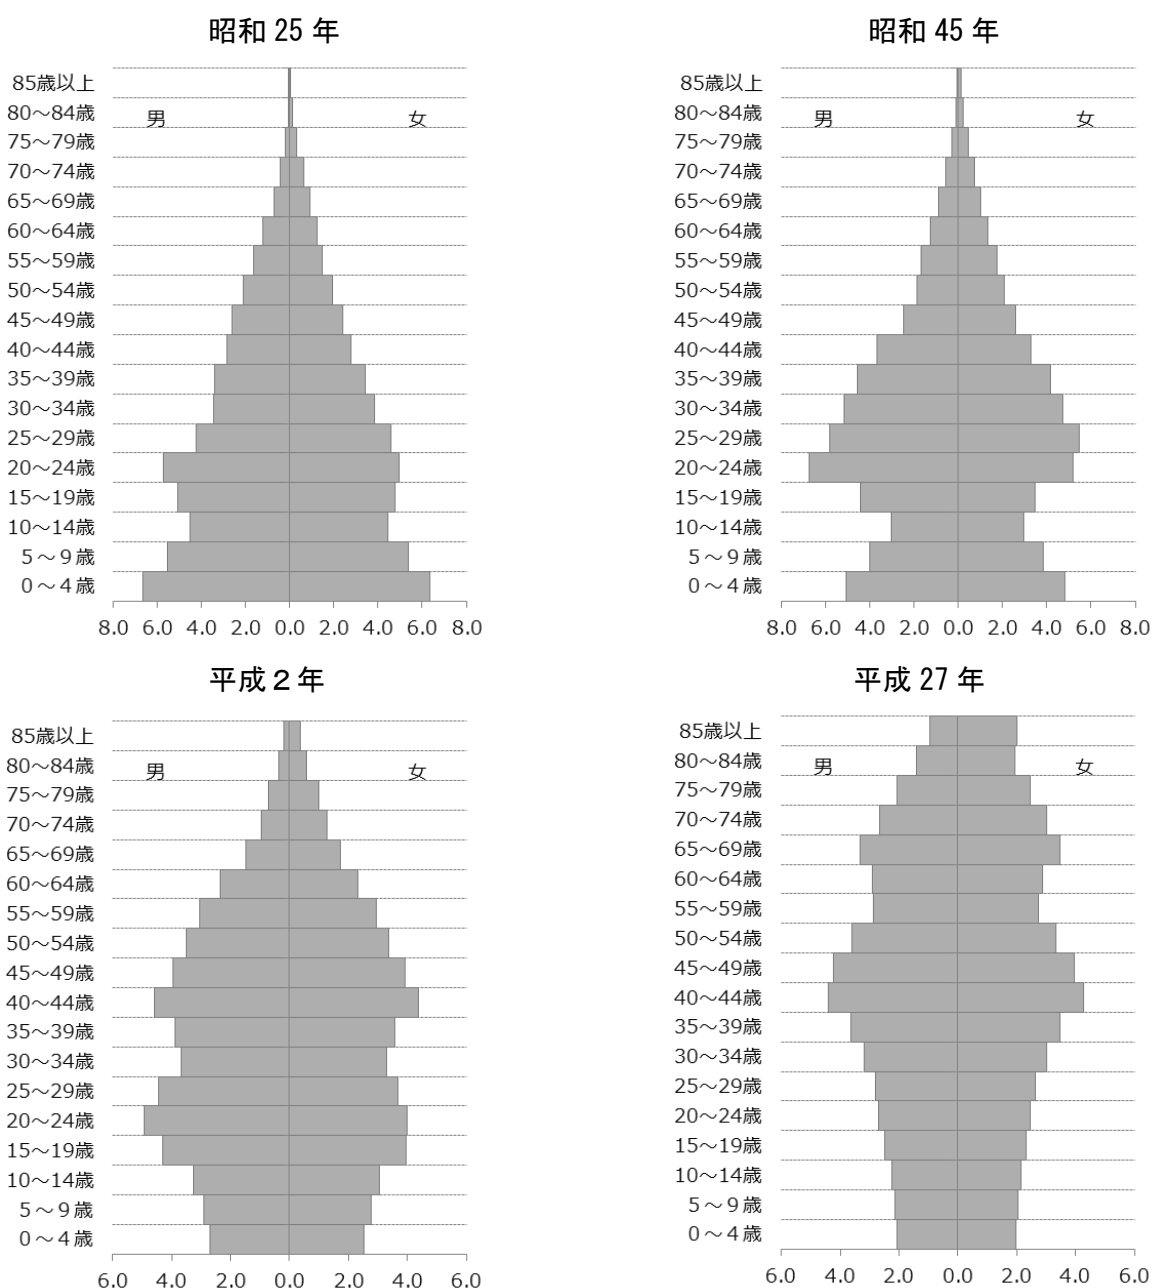 昭和 25 年
85歳以上
80～84歳
75～79歳
70～74歳
65～69歳
60～64歳
55～59歳
50～54歳
45～49歳
40～44歳
35～39歳
30～34歳
25～29歳
20～24歳
15～19歳
10～14歳
5～9歳
0～4歳
男
女
8.0 6.0 4.0 2.0 0.0 2.0 4.0 6.0 8.0
昭和 45 年
85歳以上
80～84歳
75～79歳
70～74歳
65～69歳
60～64歳
55～59歳
50～54歳
45～49歳
40～44歳
35～39歳
30～34歳
25～29歳
20～24歳
15～19歳
10～14歳
5～9歳
0～4歳
男
女
8.0 6.0 4.0 2.0 0.0 2.0 4.0 6.0 8.0
平成２年
85歳以上
80～84歳
75～79歳
70～74歳
65～69歳
60～64歳
55～59歳
50～54歳
45～49歳
40～44歳
35～39歳
30～34歳
25～29歳
20～24歳
15～19歳
10～14歳
5～9歳
0～4歳
男
女
6.0 4.0 2.0 0.0 2.0 4.0 6.0
平成 27 年
85歳以上
80～84歳
75～79歳
70～74歳
65～69歳
60～64歳
55～59歳
50～54歳
45～49歳
40～44歳
35～39歳
30～34歳
25～29歳
20～24歳
15～19歳
10～14歳
5～9歳
0～4歳
男
女
6.0 4.0 2.0 0.0 2.0 4.0 6.0